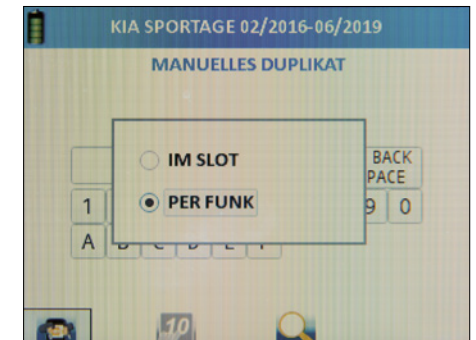 KIA SPORTAGE 02/2016-06/2019
MANUELLES DUPLIKAT
IM SLOT
BACK
PACE
PER FUNK
1
9 0
A
10